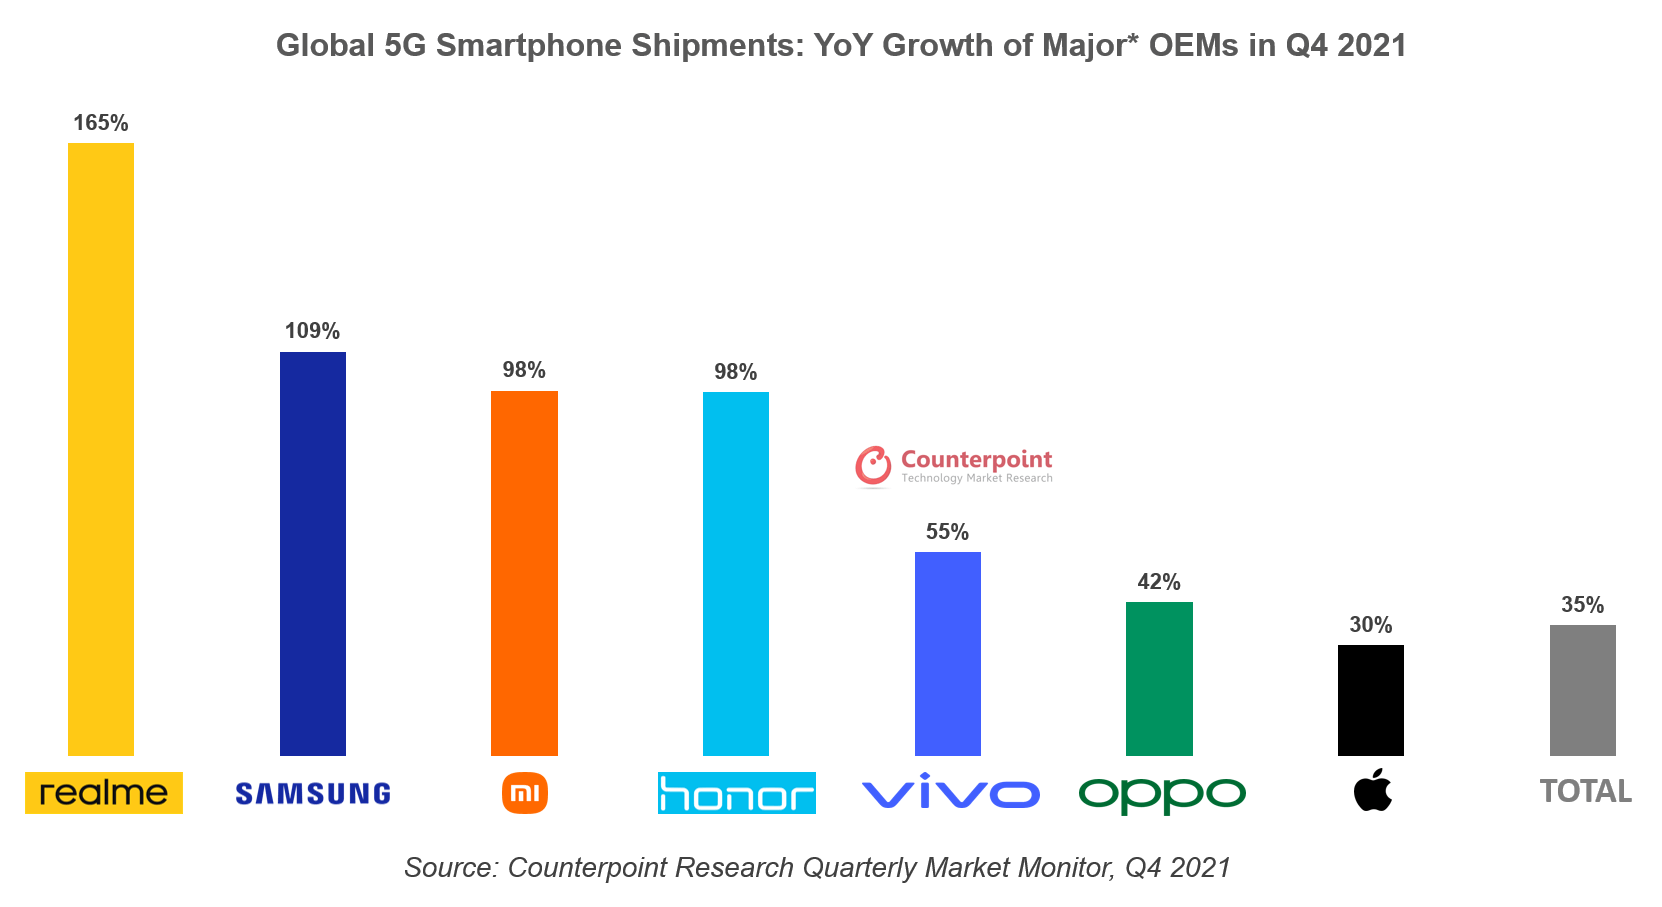 Global 5G Smartphone Shipments: YoY Growth of Major* OEMs in Q4 2021
165%
109%
98%
98%
Counterpoint
Technology Market Research
55%
42%
30%
35%
realme
SAMSUNG
mi
honor
vivo
oppo
TOTAL
Source: Counterpoint Research Quarterly Market Monitor, Q4 2021